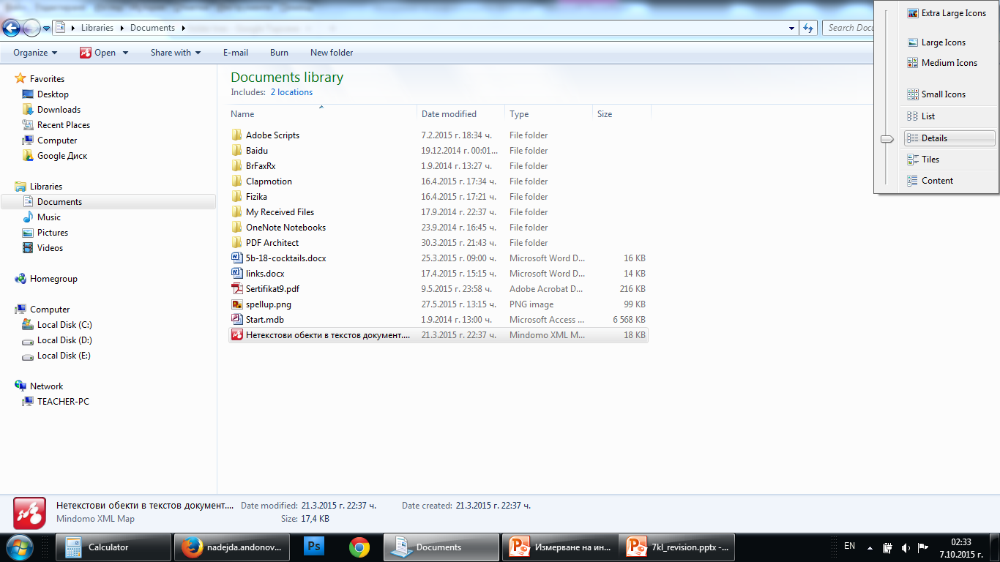 Libraries Documents
Search Docu
Organize Open Share with E-mail Burn New folder
Favorites
Desktop
Downloads
Recent Places
Computer
Google Диск
Libraries
Documents
Music
Pictures
Videos
Homegroup
Computer
Local Disk (C:)
Local Disk (D:)
Local Disk (E:)
Network
TEACHER-PC
Documents library
Includes: 2 locations
Name Date modified Type Size
Adobe Scripts 7.2.2015 г. 18:34 ч. File folder
Baidu 19.12.2014 г. 00:01... File folder
BrFaxRx 1.9.2014 г. 13:27 ч. File folder
Clapmotion 16.4.2015 г. 17:34 ч. File folder
Fizika 16.4.2015 г. 17:21 ч. File folder
My Received Files 17.9.2014 г. 22:37 ч. File folder
OneNote Notebooks 23.9.2014 г. 16:45 ч. File folder
PDF Architect 30.3.2015 г. 21:43 ч. File folder
5b-18-cocktails.docx 25.3.2015 г. 09:00 ч. Microsoft Word D... 16 KB
links.docx 17.4.2015 г. 15:15 ч. Microsoft Word D... 14 KB
Sertifikat9.pdf 9.5.2015 г. 23:58 ч. Adobe Acrobat D... 216 KB
spellup.png 27.5.2015 г. 13:15 ч. PNG image 99 KB
Start.mdb 1.9.2014 г. 13:00 ч. Microsoft Access ... 6 568 KB
Нетекстови обекти в текстов документ.... 21.3.2015 г. 22:37 ч. Mindomo XML M... 18 KB
Extra Large Icons
Large Icons
Medium Icons
Small Icons
List
Details
Tiles
Content
Нетекстови обекти в текстов документ.... Date modified: 21.3.2015 г. 22:37 ч. Date created: 21.3.2015 г. 22:37 ч.
Mindomo XML Map Size: 17,4 KB
Calculator nadejda.andonov... Ps Documents Измерване на ин... 7kl_revision.pptx -... EN 02:33
7.10.2015 г.